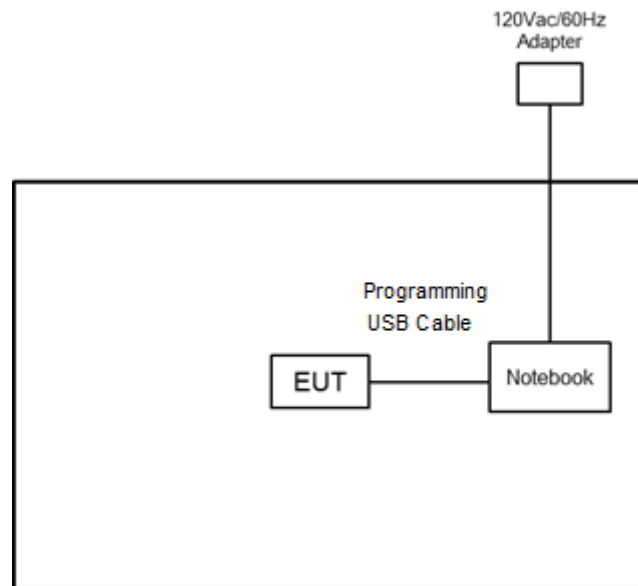 120Vac/60Hz
Adapter
Programming
USB Cable
EUT
Notebook